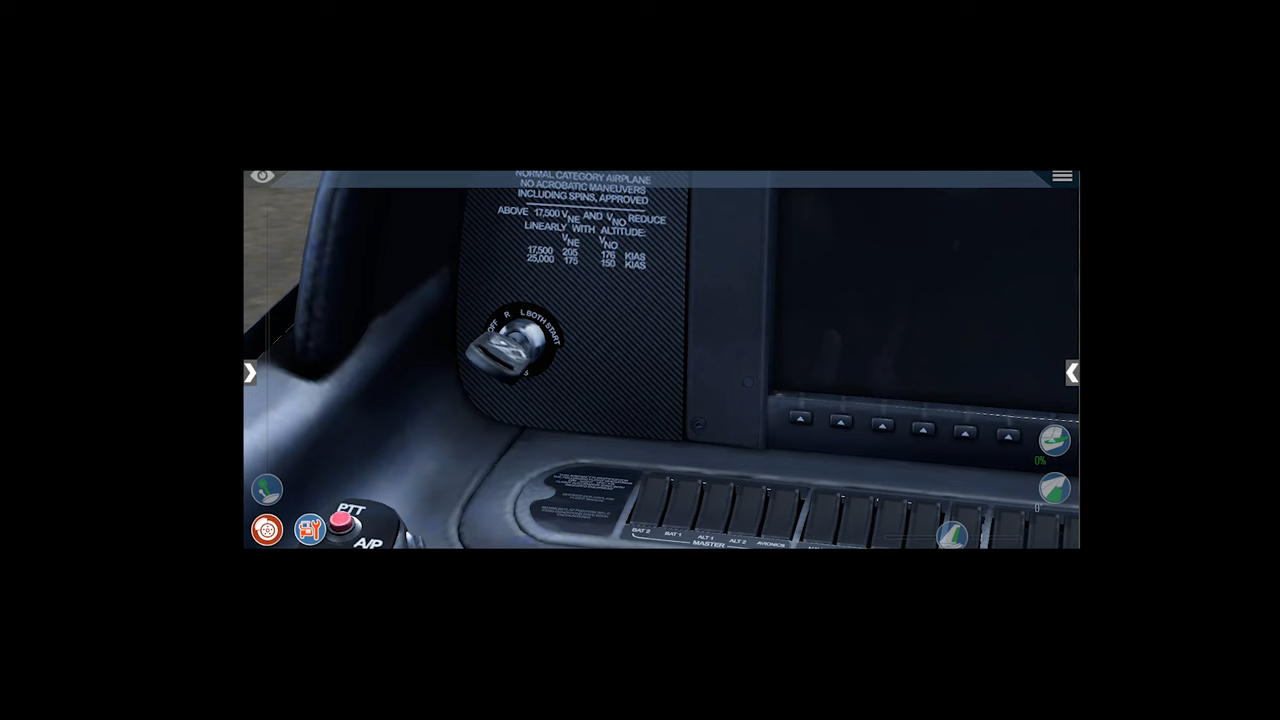 NORMAL CATEGORY AIRPLANE
NO ACROBATIC MANEUVERS
INCLUDING SPINS, APPROVED
ABOVE 17,500 VNE AND VNO REDUCE
LINEARLY WITH ALTITUDE:
VNE VNO
17,500 205 176 KIAS
25,000 175 150 KIAS
OFF R L BOTH START
PTT
A/P
BAT 2 BAT 1 ALT 1 ALT 2 AVIONICS
MASTER
0%
0